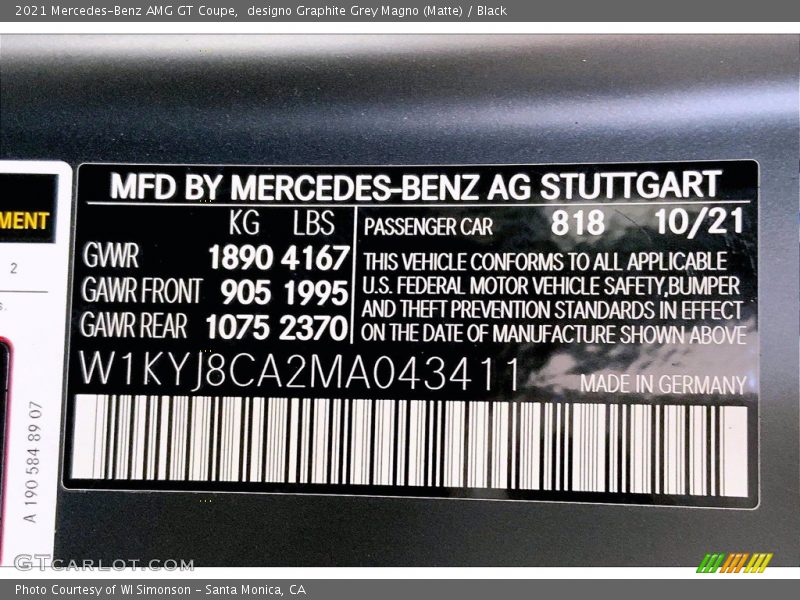 2021 Mercedes-Benz AMG GT Coupe,  designo Graphite Grey Magno (Matte) / Black
MENT
2
s.
A 190 584 89 07
MFD BY MERCEDES-BENZ AG STUTTGART
KG LBS
GWR 1890 4167
GAWR FRONT 905 1995
GAWR REAR 1075 2370
PASSENGER CAR 818 10/21
THIS VEHICLE CONFORMS TO ALL APPLICABLE
U.S. FEDERAL MOTOR VEHICLE SAFETY,BUMPER
AND THEFT PREVENTION STANDARDS IN EFFECT
ON THE DATE OF MANUFACTURE SHOWN ABOVE
W1KYJ8CA2MA043411
MADE IN GERMANY
GTCARLOT.COM
Photo Courtesy of WI Simonson - Santa Monica, CA